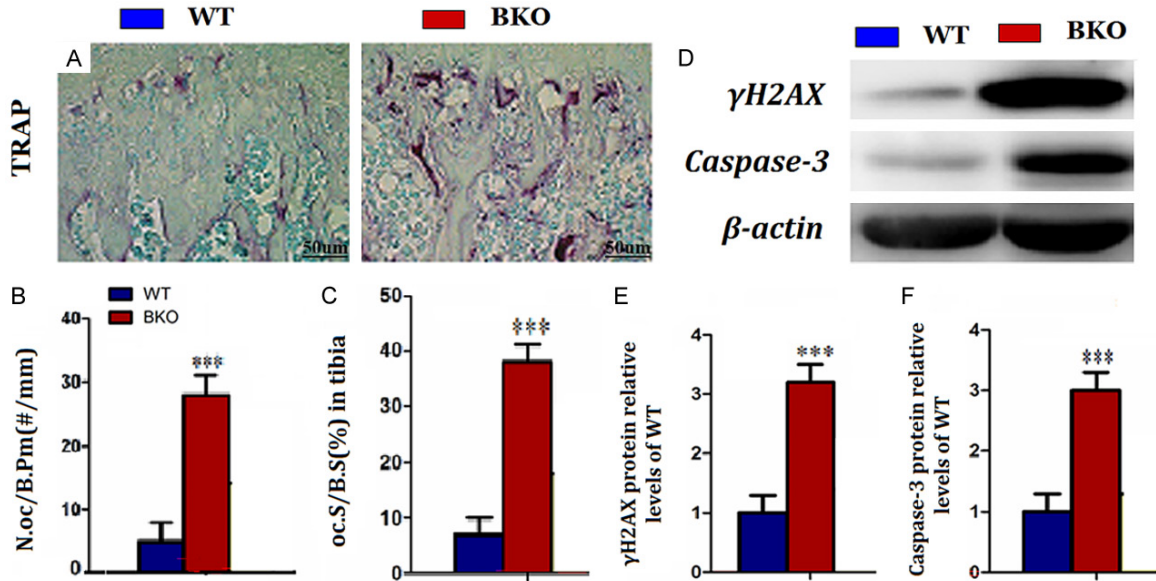 WT BKO
A
TRAP
50um
50um
WT BKO
D
γH2AX
Caspase-3
β-actin
B
WT
BKO
N.oc/B.Pm(#/mm)
40
30
20
10
0
***
C
oc.S/B.S(%) in tibia
50
40
30
20
10
0
***
E
γH2AX protein relative
levels of WT
4
3
2
1
0
***
F
Caspase-3 protein relative
levels of WT
4
3
2
1
0
***